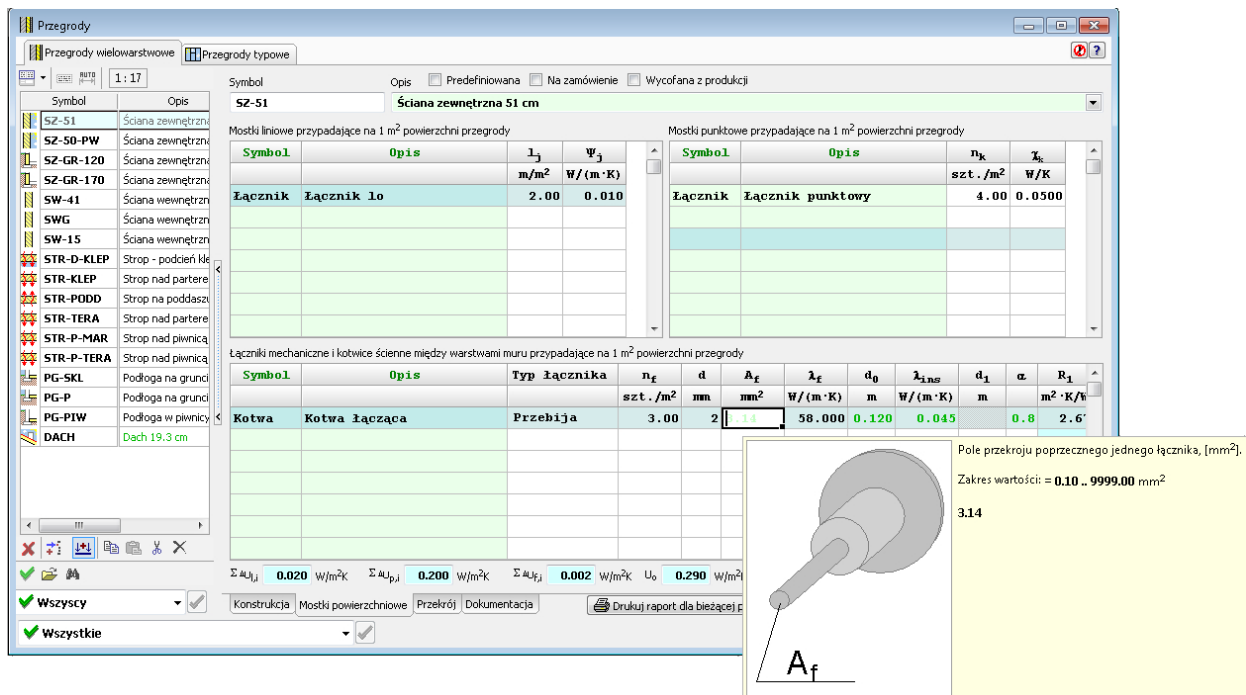 Przegrody
Przegrody wielowarstwowe Przegrody typowe
AUTO 1 : 17
Symbol Opis
SZ-51 Ściana zewnętrzna
SZ-50-PW Ściana zewnętrzna
SZ-GR-120 Ściana zewnętrzna
SZ-GR-170 Ściana zewnętrzna
SW-41 Ściana wewnętrzn
SWG Ściana wewnętrzn
SW-15 Ściana wewnętrzn
STR-D-KLEP Strop - podcień kle
STR-KLEP Strop nad partere
STR-PODD Strop na poddaszu
STR-TERA Strop nad partere
STR-P-MAR Strop nad piwnicą
STR-P-TERA Strop nad piwnicą
PG-SKL Podłoga na grunci
PG-P Podłoga na grunci
PG-PIW Podłoga w piwnicy
DACH Dach 19.3 cm
Wszyscy
Wszystkie
Symbol Opis Predefiniowana Na zamówienie Wycofana z produkcji
SZ-51 Ściana zewnętrzna 51 cm
Mostki liniowe przypadające na 1 m² powierzchni przegrody
Symbol Opis lj Ψj
m/m² W/(m·K)
Łącznik Łącznik lo 2.00 0.010
Mostki punktowe przypadające na 1 m² powierzchni przegrody
Symbol Opis nk χk
szt./m² W/K
Łącznik Łącznik punktowy 4.00 0.0500
Łączniki mechaniczne i kotwice ścienne między warstwami muru przypadające na 1 m² powierzchni przegrody
Symbol Opis Typ łącznika nf d Af λf d0 λins d1 α R1
szt./m² mm mm² W/(m·K) m W/(m·K) m m²·K/W
Kotwa Kotwa łącząca Przebija 3.00 2 3.14 58.000 0.120 0.045 0.8 2.67
ΣΔUl,i 0.020 W/m²K ΣΔUp,i 0.200 W/m²K ΣΔUf,i 0.002 W/m²K Uo 0.290 W/m²
Konstrukcja Mostki powierzchniowe Przekrój Dokumentacja Drukuj raport dla bieżącej p
Pole przekroju poprzecznego jednego łącznika, [mm²].
Zakres wartości: = 0.10 .. 9999.00 mm²
3.14
Af